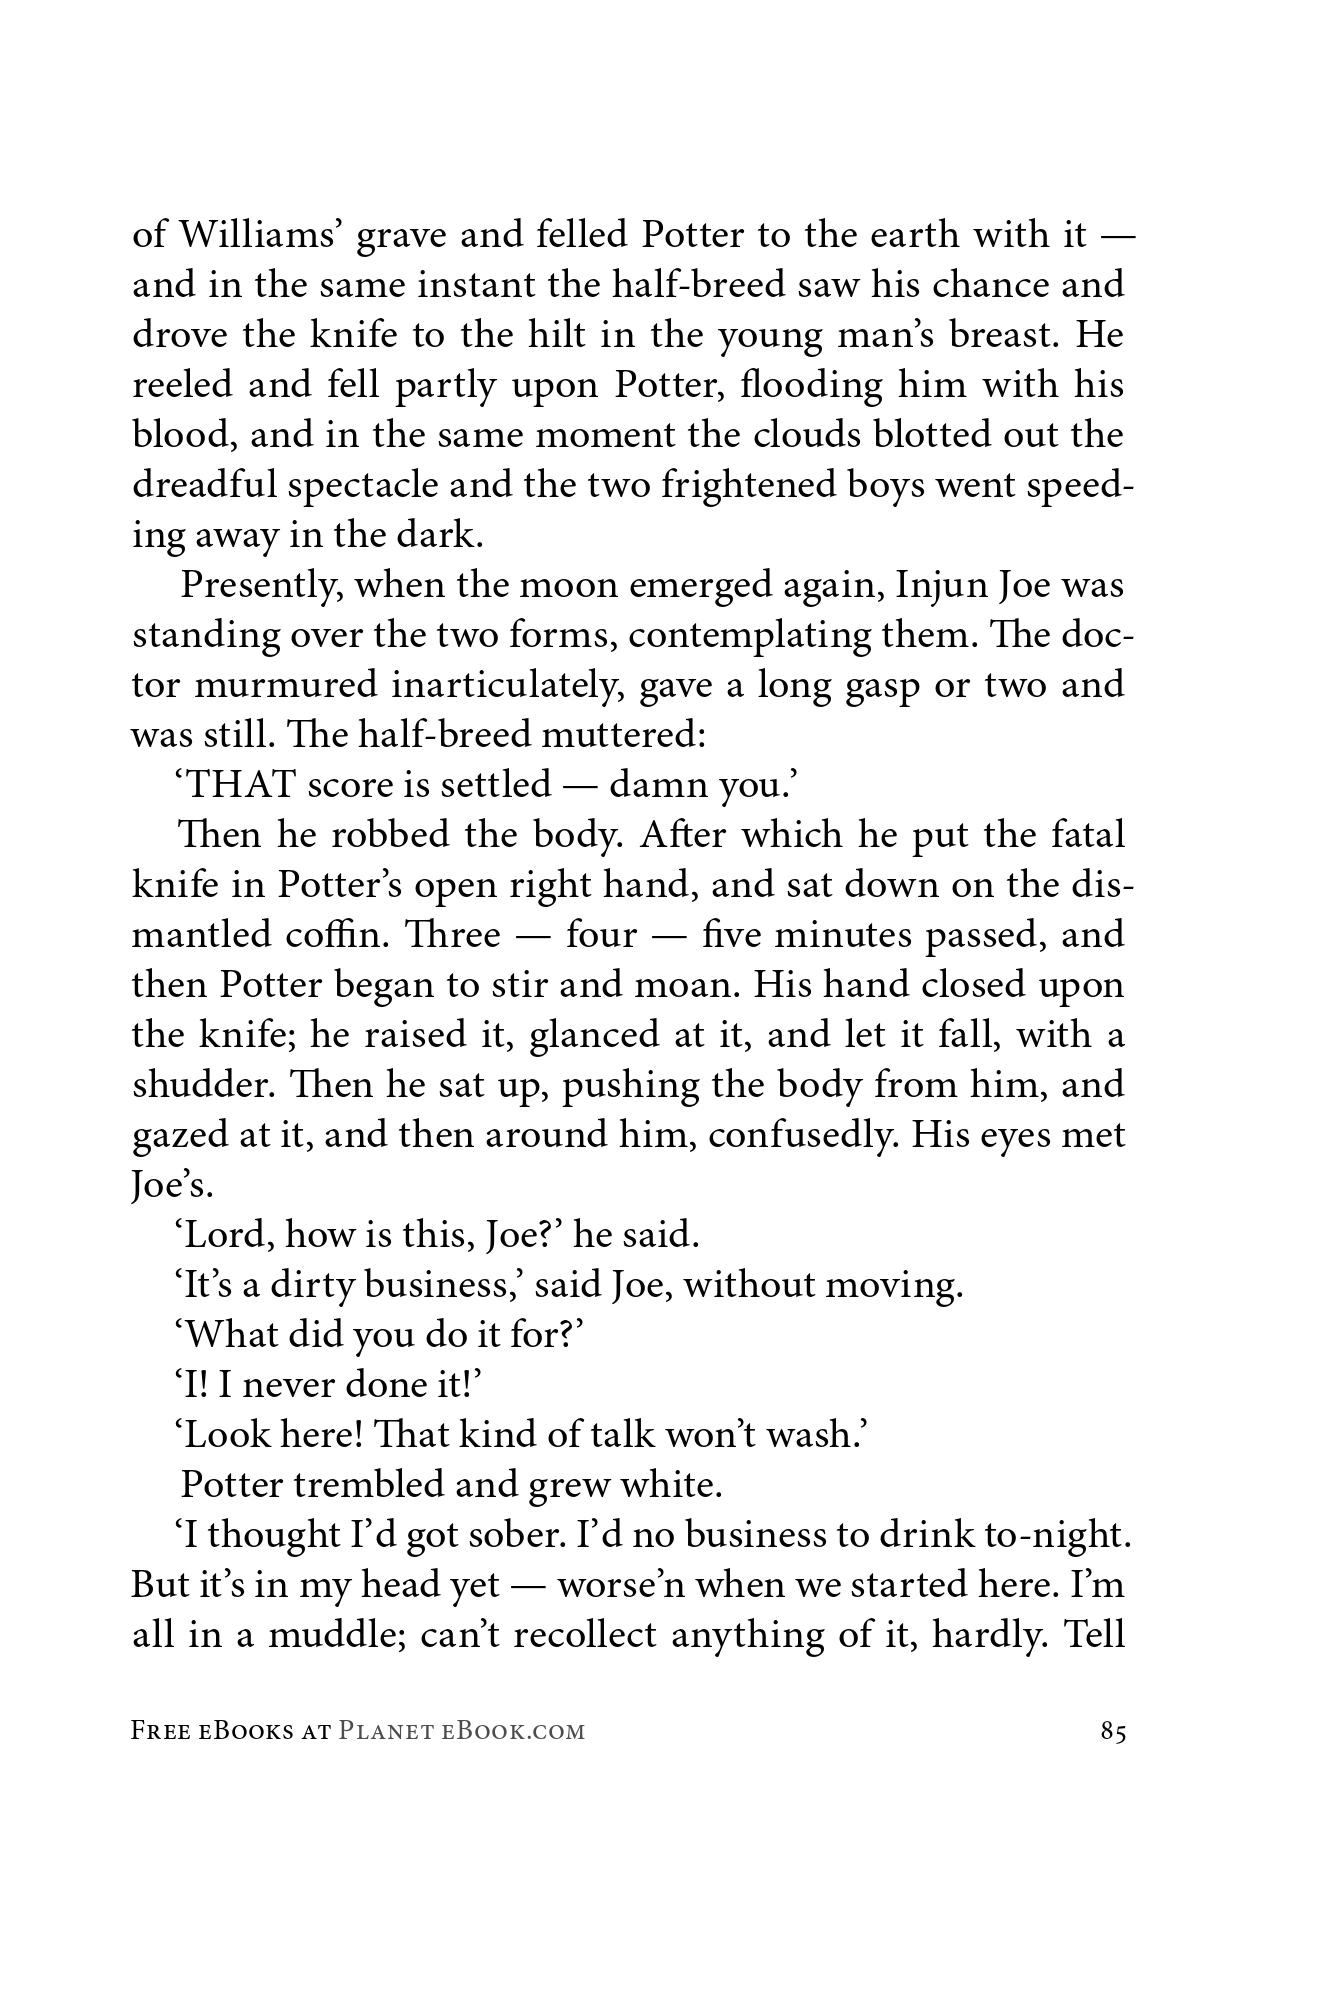 of Williams’ grave and felled Potter to the earth with it —
and in the same instant the half-breed saw his chance and
drove the knife to the hilt in the young man’s breast. He
reeled and fell partly upon Potter, flooding him with his
blood, and in the same moment the clouds blotted out the
dreadful spectacle and the two frightened boys went speed-
ing away in the dark.
Presently, when the moon emerged again, Injun Joe was
standing over the two forms, contemplating them. The doc-
tor murmured inarticulately, gave a long gasp or two and
was still. The half-breed muttered:
‘THAT score is settled — damn you.’
Then he robbed the body. After which he put the fatal
knife in Potter’s open right hand, and sat down on the dis-
mantled coffin. Three — four — five minutes passed, and
then Potter began to stir and moan. His hand closed upon
the knife; he raised it, glanced at it, and let it fall, with a
shudder. Then he sat up, pushing the body from him, and
gazed at it, and then around him, confusedly. His eyes met
Joe’s.
‘Lord, how is this, Joe?’ he said.
‘It’s a dirty business,’ said Joe, without moving.
‘What did you do it for?’
‘I! I never done it!’
‘Look here! That kind of talk won’t wash.’
Potter trembled and grew white.
‘I thought I’d got sober. I’d no business to drink to-night.
But it’s in my head yet — worse’n when we started here. I’m
all in a muddle; can’t recollect anything of it, hardly. Tell
Free eBooks at Planet eBook.com 85